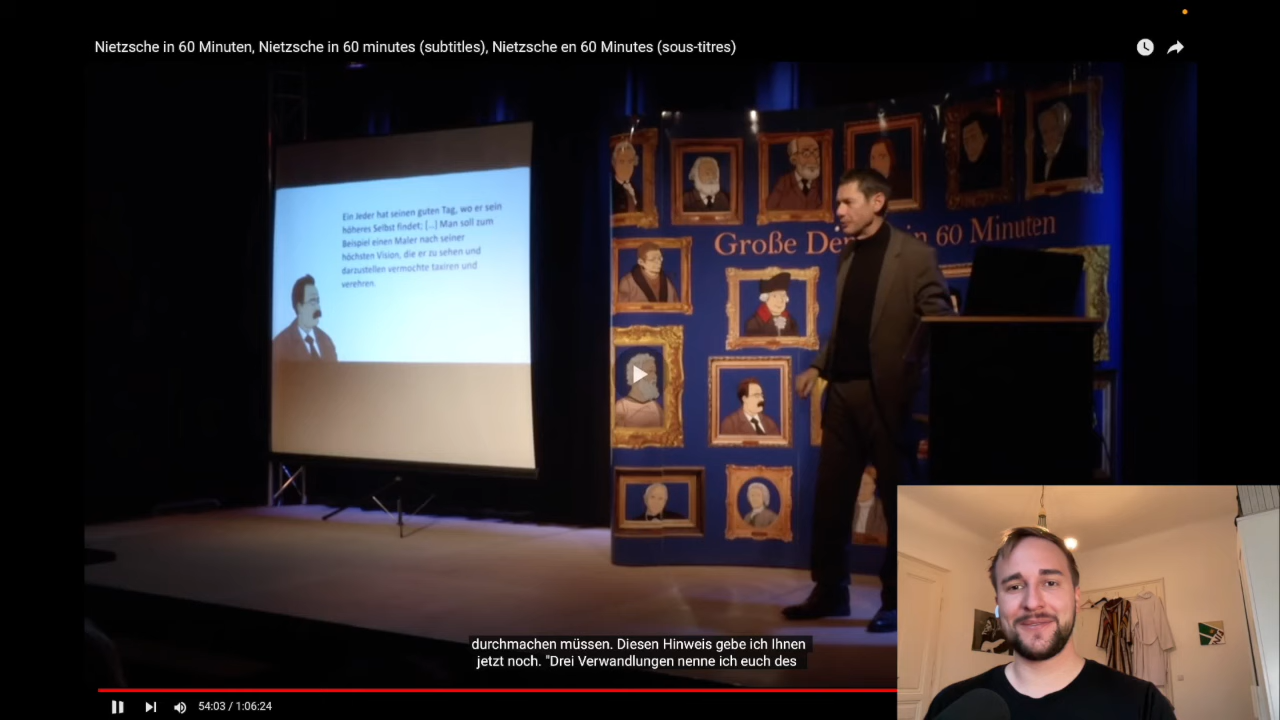 Nietzsche in 60 Minuten, Nietzsche in 60 minutes (subtitles), Nietzsche en 60 Minutes (sous-titres)
Ein Jeder hat seinen guten Tag, wo er sein
höheres Selbst findet; [...] Man soll zum
Beispiel einen Maler nach seiner
höchsten Vision, die er zu sehen und
darzustellen vermochte taxiren und
verehren.
Große in 60 Minuten
durchmachen müssen. Diesen Hinweis gebe ich Ihnen
jetzt noch. "Drei Verwandlungen nenne ich euch des
54:03 / 1:06:24